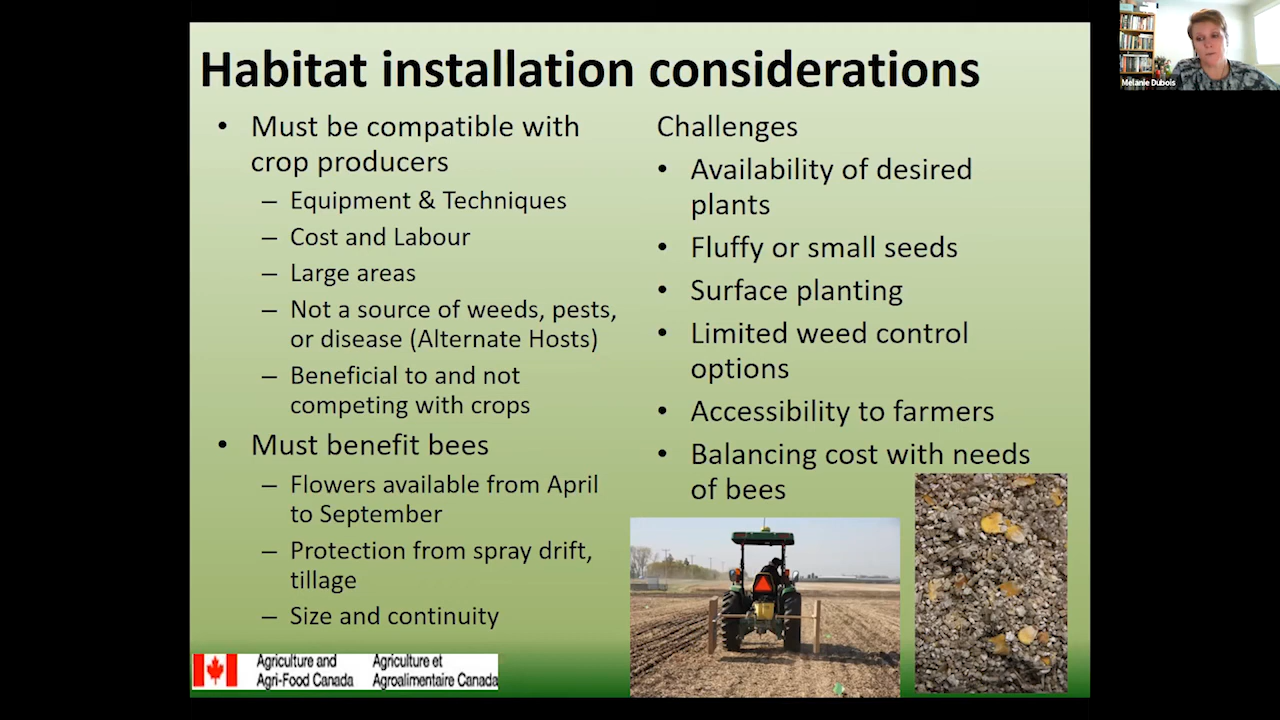 Habitat installation considerations
• Must be compatible with
crop producers
– Equipment & Techniques
– Cost and Labour
– Large areas
– Not a source of weeds, pests,
or disease (Alternate Hosts)
– Beneficial to and not
competing with crops
• Must benefit bees
– Flowers available from April
to September
– Protection from spray drift,
tillage
– Size and continuity
Challenges
• Availability of desired
plants
• Fluffy or small seeds
• Surface planting
• Limited weed control
options
• Accessibility to farmers
• Balancing cost with needs
of bees
Agriculture and
Agri-Food Canada
Agriculture et
Agroalimentaire Canada
Melanie Dubois